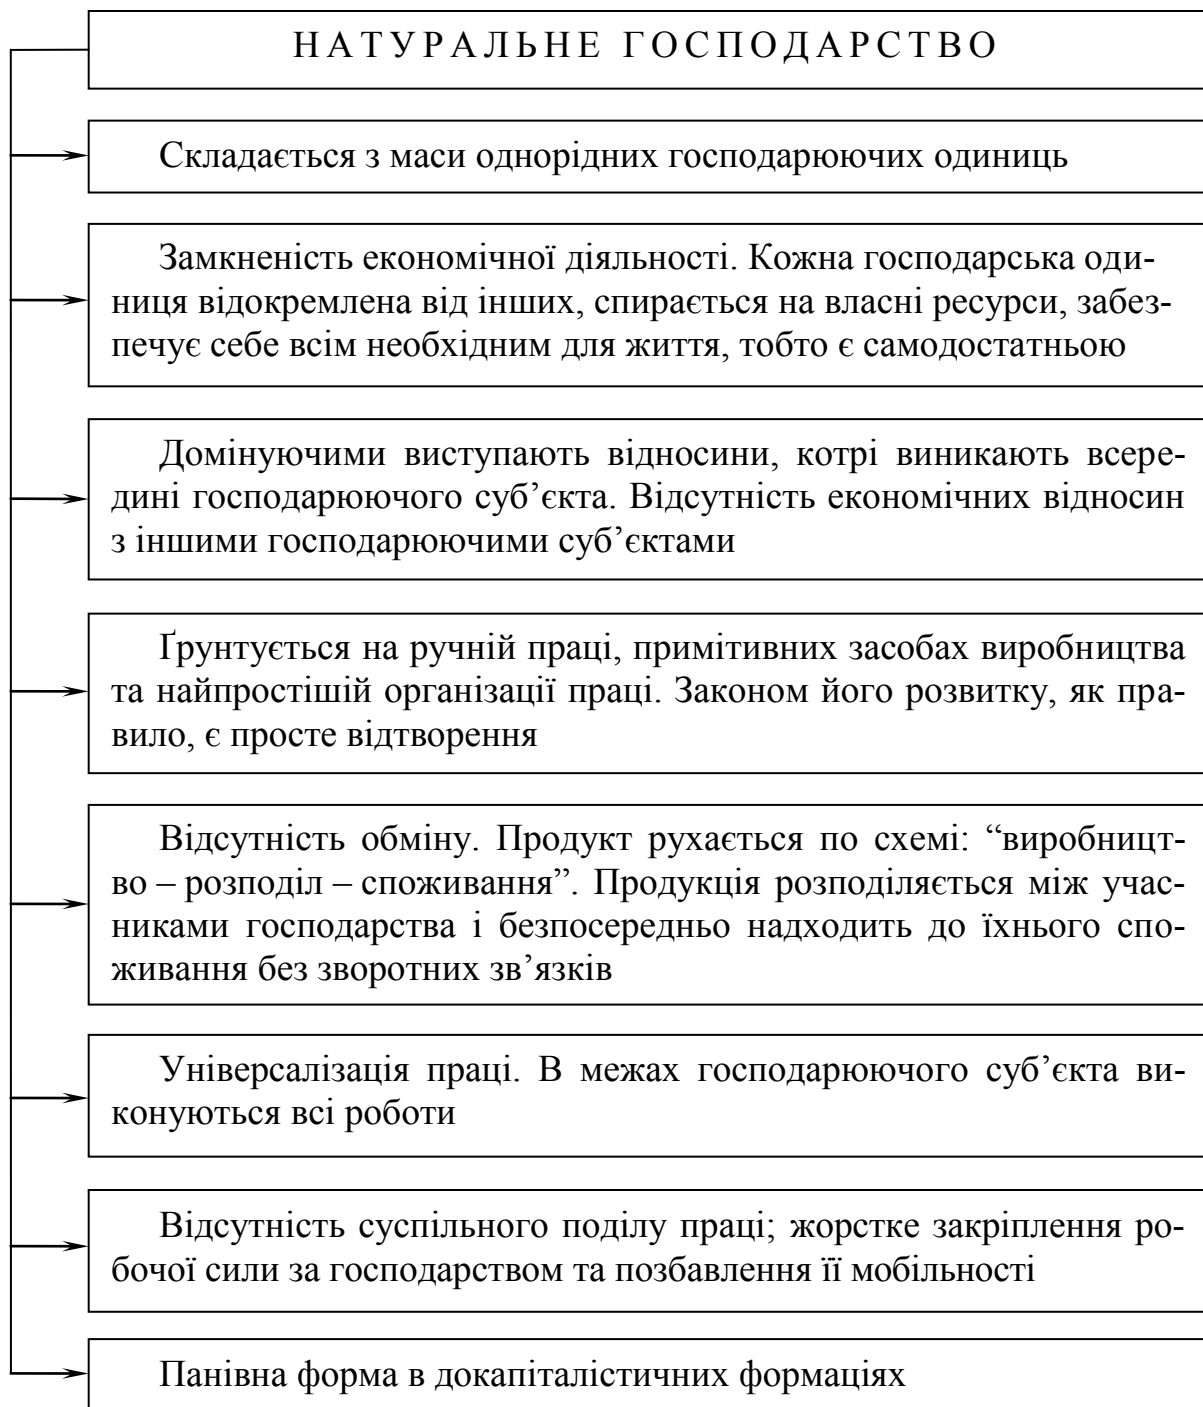 НАТУРАЛЬНЕ ГОСПОДАРСТВО
Складається з маси однорідних господарюючих одиниць
Замкненість економічної діяльності. Кожна господарська оди-
ниця відокремлена від інших, спирається на власні ресурси, забез-
печує себе всім необхідним для життя, тобто є самодостатньою
Домінуючими виступають відносини, котрі виникають всере-
дині господарюючого суб’єкта. Відсутність економічних відносин
з іншими господарюючими суб’єктами
Ґрунтується на ручній праці, примітивних засобах виробництва
та найпростішій організації праці. Законом його розвитку, як пра-
вило, є просте відтворення
Відсутність обміну. Продукт рухається по схемі: “виробницт-
во – розподіл – споживання”. Продукція розподіляється між учас-
никами господарства і безпосередньо надходить до їхнього спо-
живання без зворотних зв’язків
Універсалізація праці. В межах господарюючого суб’єкта ви-
конуються всі роботи
Відсутність суспільного поділу праці; жорстке закріплення ро-
бочої сили за господарством та позбавлення її мобільності
Панівна форма в докапіталістичних формаціях